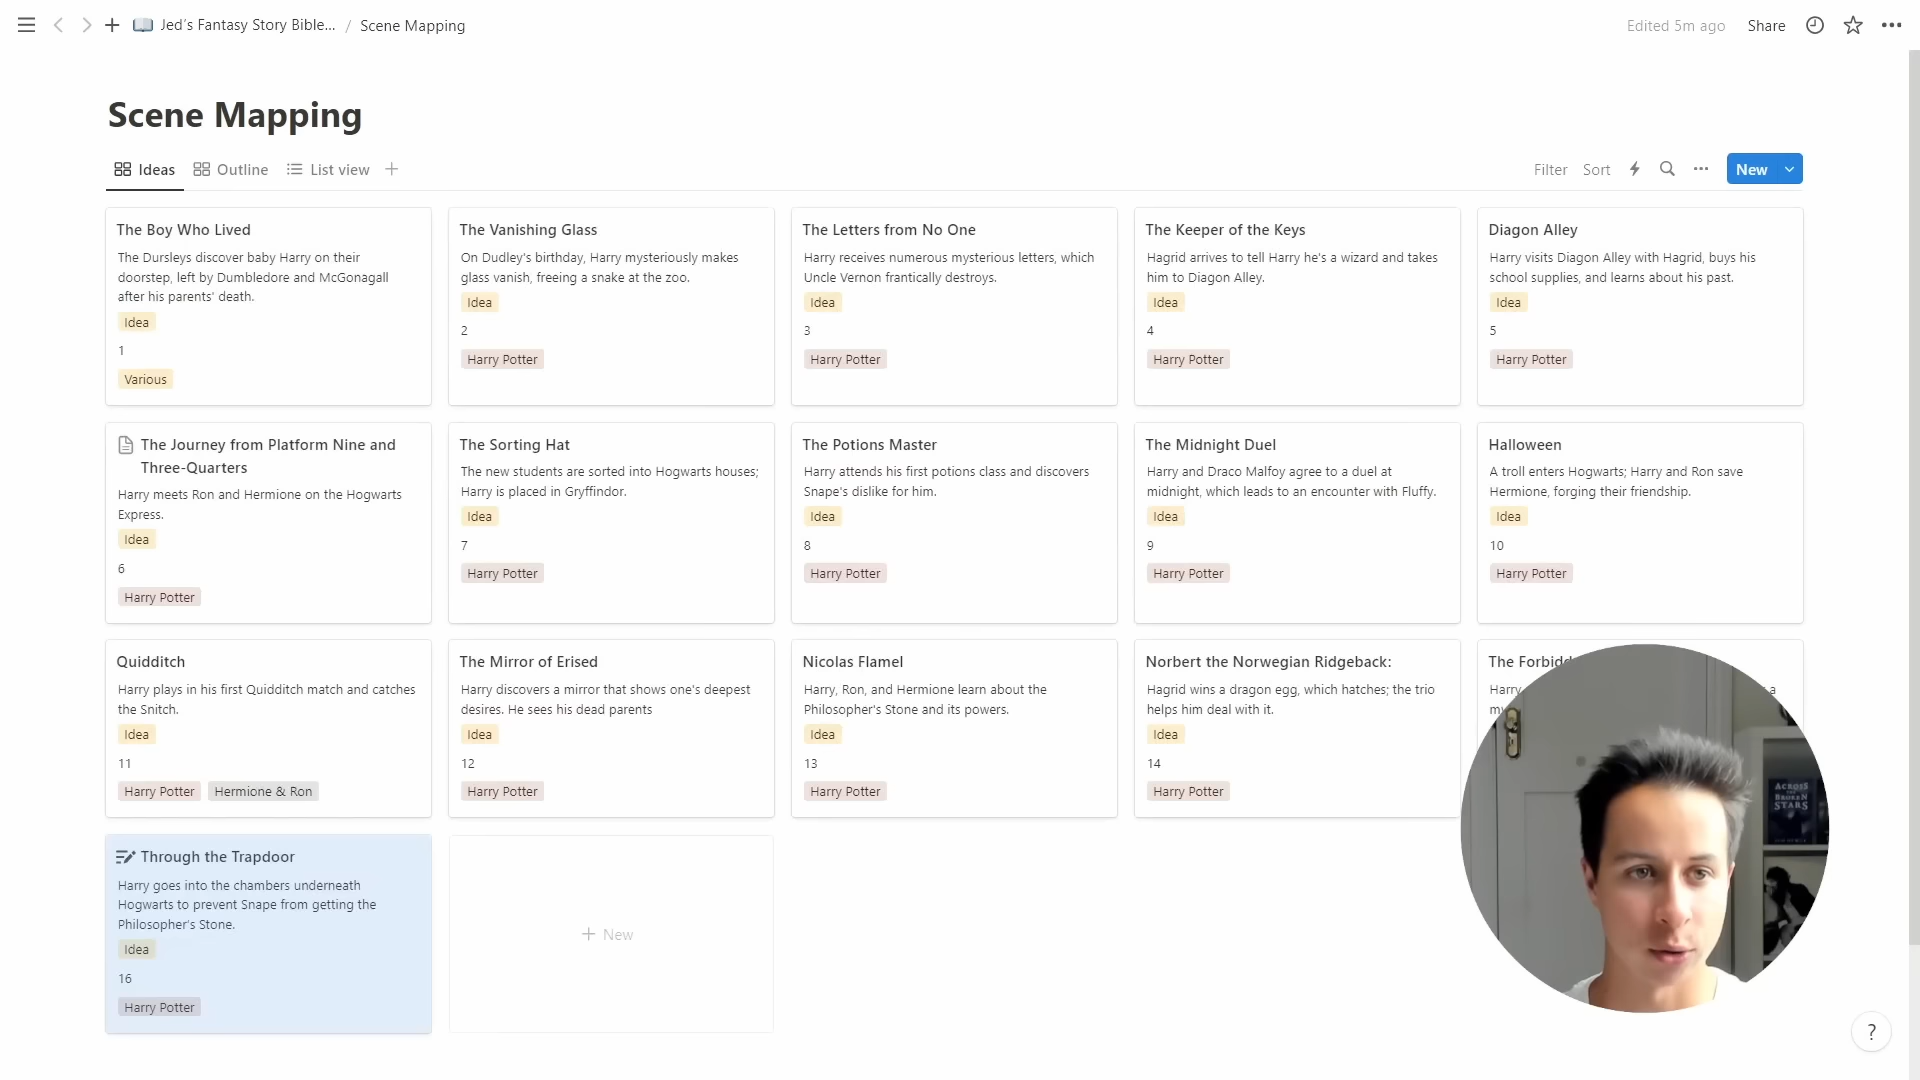 Jed's Fantasy Story Bible... / Scene Mapping
Edited 5m ago Share
Scene Mapping
Ideas Outline List view
Filter Sort New
The Boy Who Lived
The Dursleys discover baby Harry on their
doorstep, left by Dumbledore and McGonagall
after his parents' death.
Idea
1
Various
The Vanishing Glass
On Dudley's birthday, Harry mysteriously makes
glass vanish, freeing a snake at the zoo.
Idea
2
Harry Potter
The Letters from No One
Harry receives numerous mysterious letters, which
Uncle Vernon frantically destroys.
Idea
3
Harry Potter
The Keeper of the Keys
Hagrid arrives to tell Harry he's a wizard and takes
him to Diagon Alley.
Idea
4
Harry Potter
Diagon Alley
Harry visits Diagon Alley with Hagrid, buys his
school supplies, and learns about his past.
Idea
5
Harry Potter
The Journey from Platform Nine and
Three-Quarters
Harry meets Ron and Hermione on the Hogwarts
Express.
Idea
6
Harry Potter
The Sorting Hat
The new students are sorted into Hogwarts houses;
Harry is placed in Gryffindor.
Idea
7
Harry Potter
The Potions Master
Harry attends his first potions class and discovers
Snape's dislike for him.
Idea
8
Harry Potter
The Midnight Duel
Harry and Draco Malfoy agree to a duel at
midnight, which leads to an encounter with Fluffy.
Idea
9
Harry Potter
Halloween
A troll enters Hogwarts; Harry and Ron save
Hermione, forging their friendship.
Idea
10
Harry Potter
Quidditch
Harry plays in his first Quidditch match and catches
the Snitch.
Idea
11
Harry Potter Hermione & Ron
The Mirror of Erised
Harry discovers a mirror that shows one's deepest
desires. He sees his dead parents
Idea
12
Harry Potter
Nicolas Flamel
Harry, Ron, and Hermione learn about the
Philosopher's Stone and its powers.
Idea
13
Harry Potter
Norbert the Norwegian Ridgeback:
Hagrid wins a dragon egg, which hatches; the trio
helps him deal with it.
Idea
14
Harry Potter
The
Harry a
ACROSS
THE
BROKEN
STARS
Through the Trapdoor
Harry goes into the chambers underneath
Hogwarts to prevent Snape from getting the
Philosopher's Stone.
Idea
16
Harry Potter
New
?